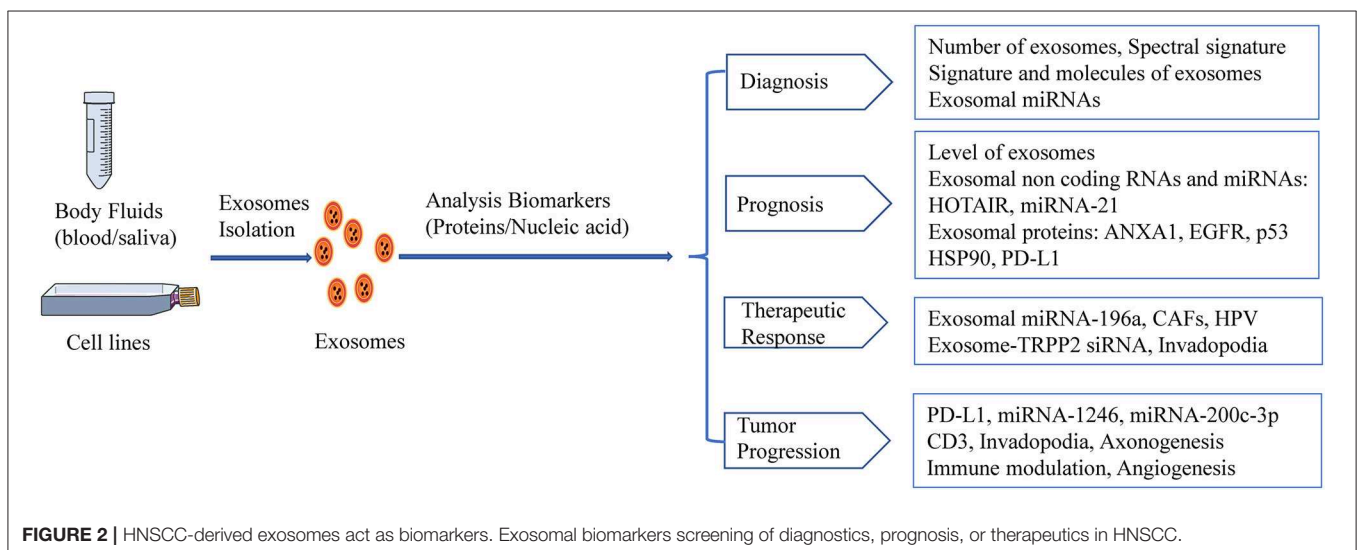 Body Fluids
(blood/saliva)
Cell lines
Exosomes
Isolation
Exosomes
Analysis Biomarkers
(Proteins/Nucleic acid)
Diagnosis
Number of exosomes, Spectral signature
Signature and molecules of exosomes
Exosomal miRNAs
Prognosis
Level of exosomes
Exosomal non coding RNAs and miRNAs:
HOTAIR, miRNA-21
Exosomal proteins: ANXA1, EGFR, p53
HSP90, PD-L1
Therapeutic
Response
Exosomal miRNA-196a, CAFs, HPV
Exosome-TRPP2 siRNA, Invadopodia
Tumor
Progression
PD-L1, miRNA-1246, miRNA-200c-3p
CD3, Invadopodia, Axonogenesis
Immune modulation, Angiogenesis
FIGURE 2 | HNSCC-derived exosomes act as biomarkers. Exosomal biomarkers screening of diagnostics, prognosis, or therapeutics in HNSCC.